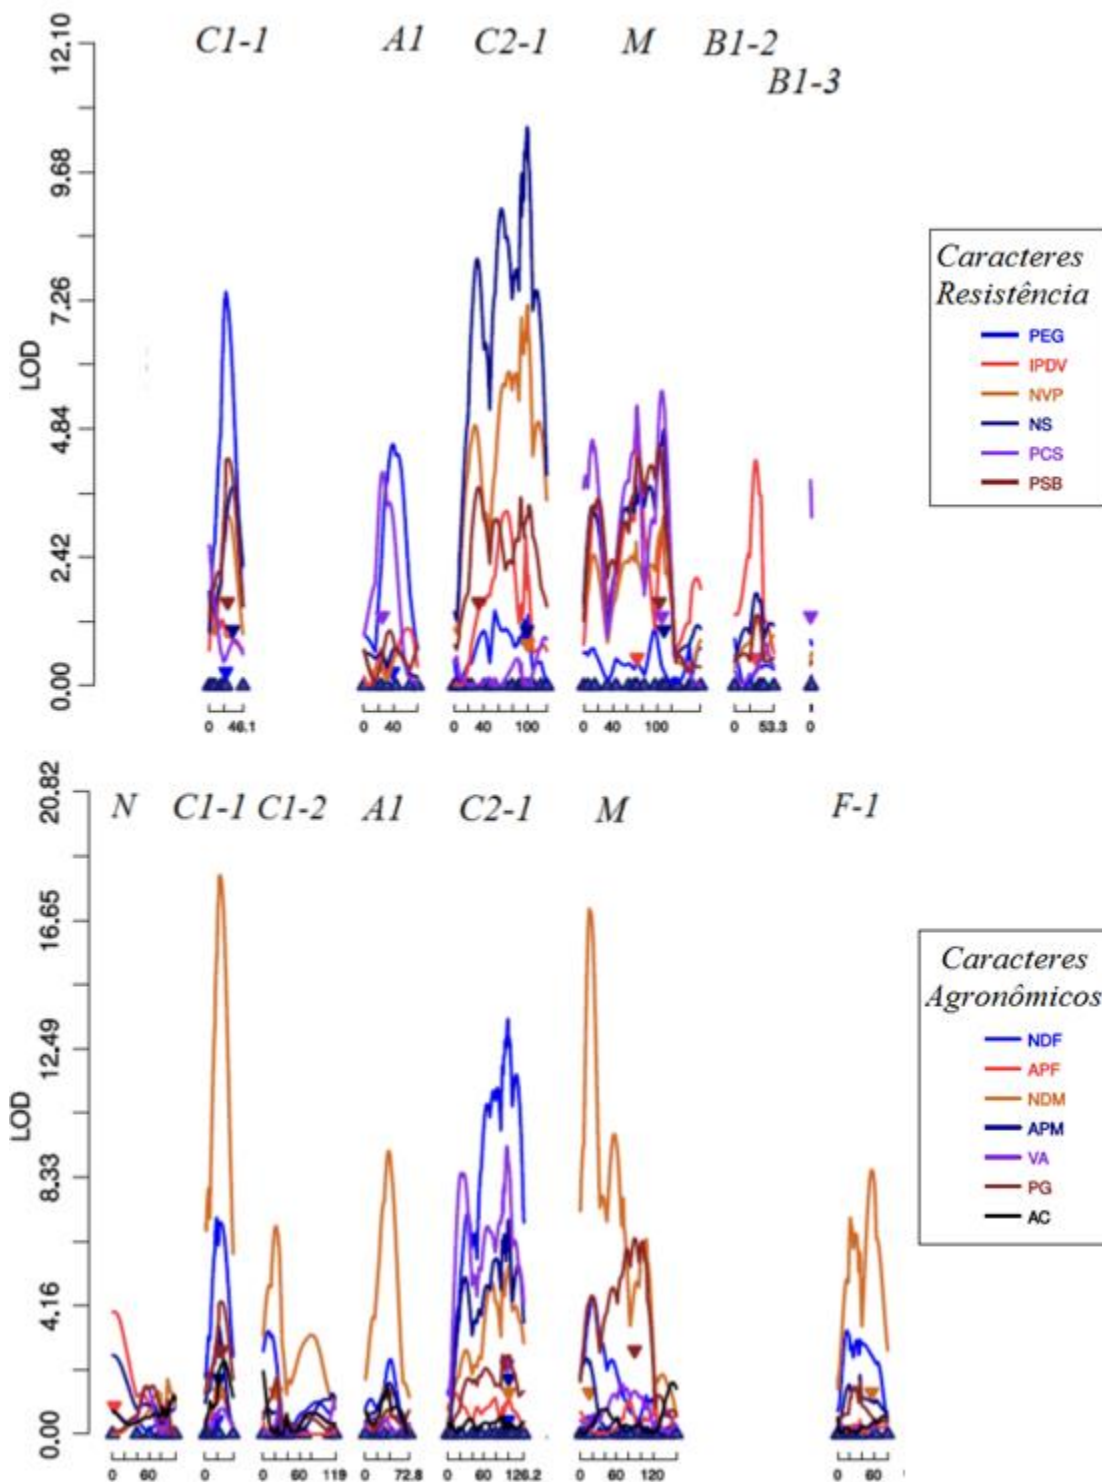 C1-1 A1 C2-1 M B1-2
B1-3
12.10
9.68
7.26
4.84
2.42
0.00
LOD
0 46.1 0 40 0 40 100 0 40 100 0 53.3 0
Caracteres
Resistência
PEG
IPDV
NVP
NS
PCS
PSB
N C1-1 C1-2 A1 C2-1 M F-1
20.82
16.65
12.49
8.33
4.16
0.00
LOD
0 60 0 0 60 119 0 72.8 0 60 126.2 0 60 120 0 60
Caracteres
Agronômicos
NDF
APF
NDM
APM
VA
PG
AC